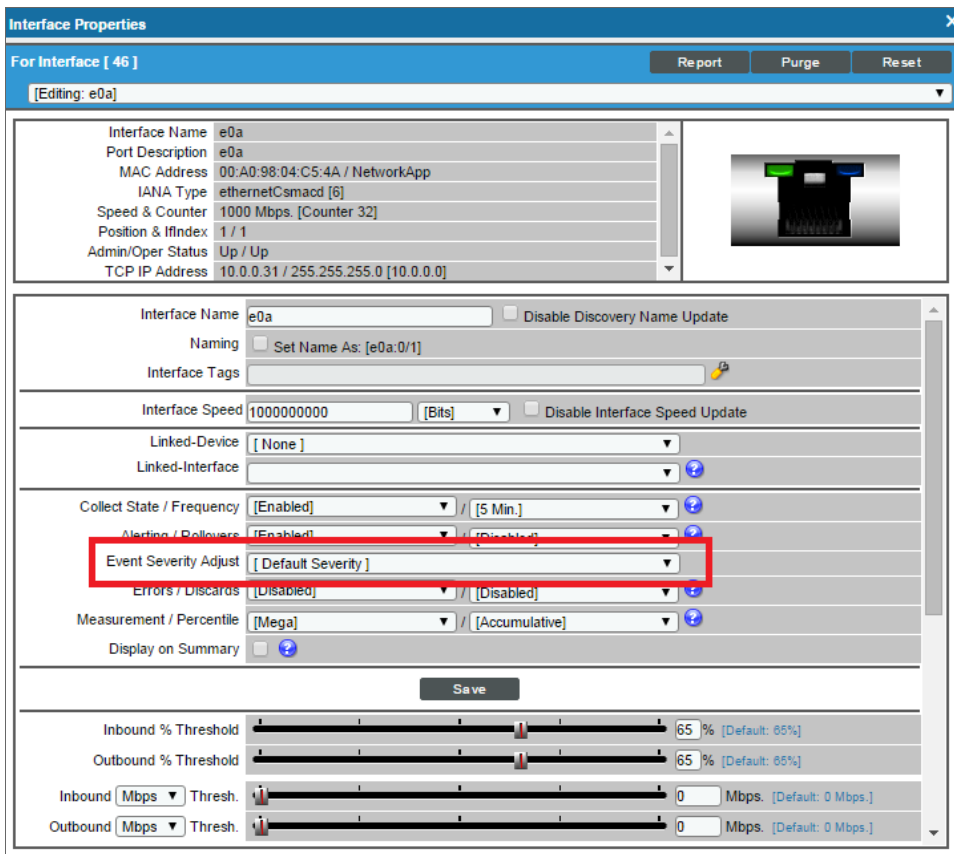 Interface Properties
For Interface [ 46 ] Report Purge Reset
[Editing: e0a]
Interface Name e0a
Port Description e0a
MAC Address 00:A0:98:04:C5:4A / NetworkApp
IANA Type ethernetCsmacd [6]
Speed & Counter 1000 Mbps. [Counter 32]
Position & IfIndex 1 / 1
Admin/Oper Status Up / Up
TCP IP Address 10.0.0.31 / 255.255.255.0 [10.0.0.0]
Interface Name e0a Disable Discovery Name Update
Naming Set Name As: [e0a:0/1]
Interface Tags
Interface Speed 1000000000 [Bits] Disable Interface Speed Update
Linked-Device [ None ]
Linked-Interface
Collect State / Frequency [Enabled] / [5 Min.]
Alerting / Rollovers [Enabled] / [Disabled]
Event Severity Adjust [ Default Severity ]
Errors / Discards [Disabled] / [Disabled]
Measurement / Percentile [Mega] / [Accumulative]
Display on Summary
Save
Inbound % Threshold 65 % [Default: 65%]
Outbound % Threshold 65 % [Default: 65%]
Inbound Mbps Thresh. 0 Mbps. [Default: 0 Mbps.]
Outbound Mbps Thresh. 0 Mbps. [Default: 0 Mbps.]